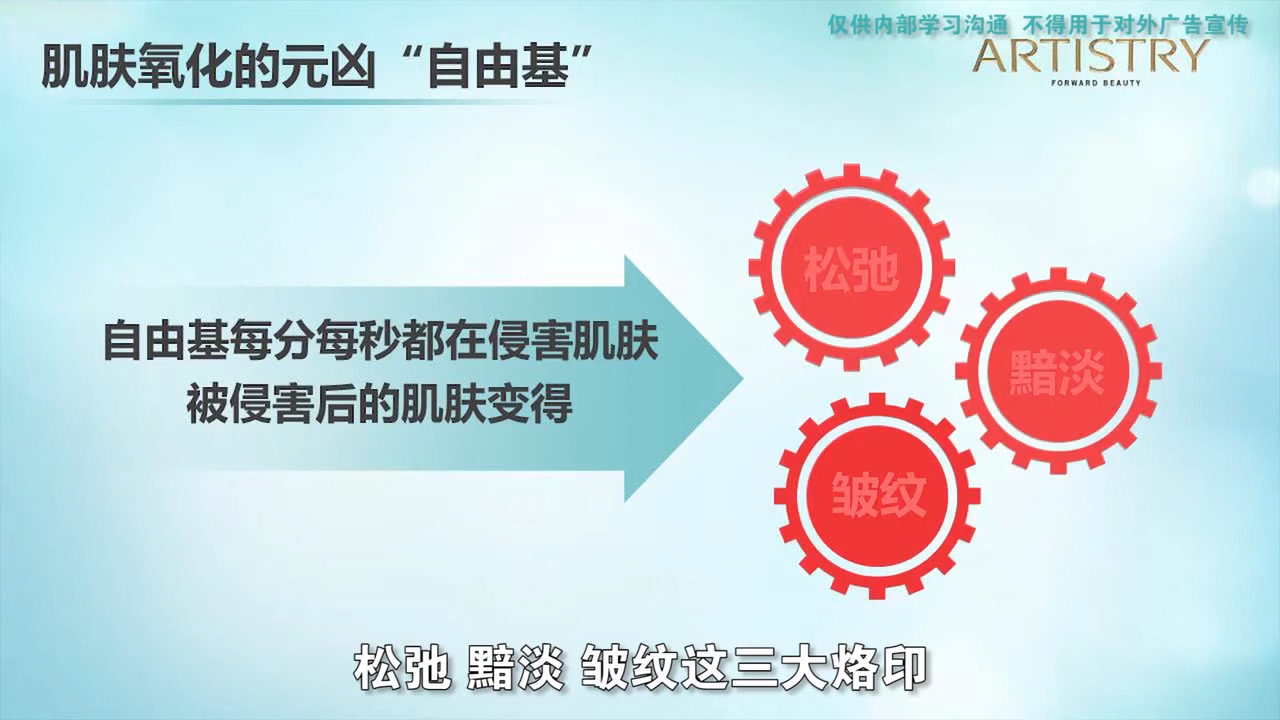 仅供内部学习沟通 不得用于对外广告宣传
肌肤氧化的元凶“自由基”
ARTISTRY
FORWARD BEAUTY
自由基每分每秒都在侵害肌肤
被侵害后的肌肤变得
松弛
黯淡
皱纹
松弛 黯淡 皱纹这三大烙印